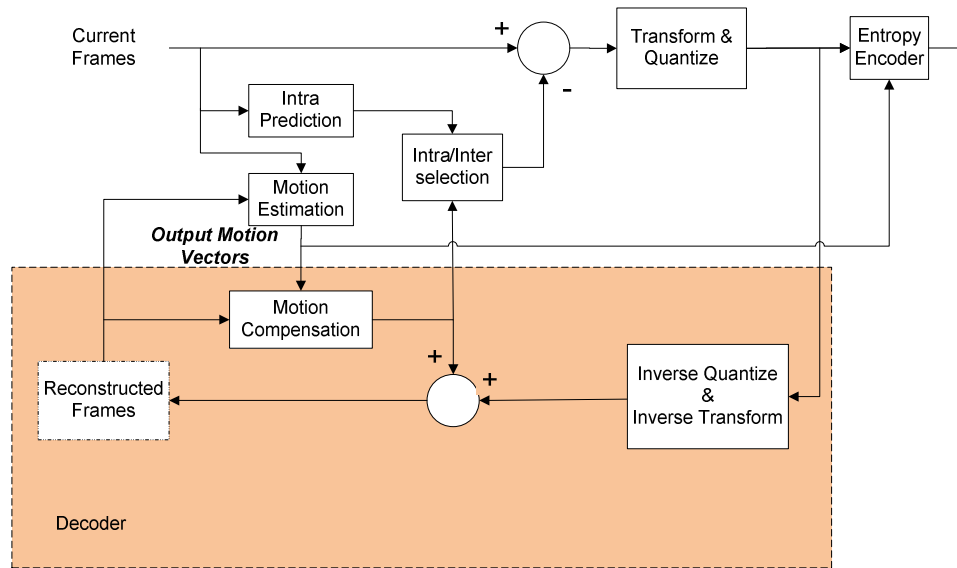 Current
Frames
+
Transform &
Quantize
Entropy
Encoder
-
Intra
Prediction
Intra/Inter
selection
Motion
Estimation
Output Motion
Vectors
Motion
Compensation
+
+
Reconstructed
Frames
Inverse Quantize
&
Inverse Transform
Decoder